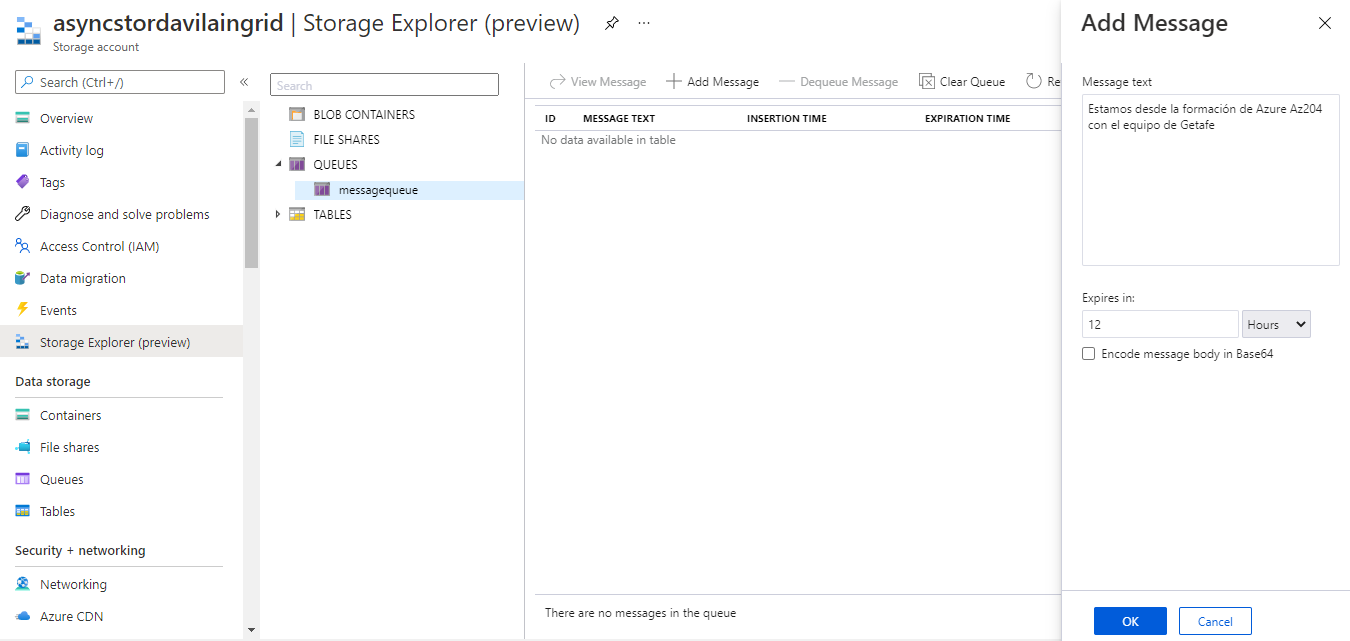 asyncstordavilaingrid | Storage Explorer (preview)
Storage account
Search (Ctrl+/)
Overview
Activity log
Tags
Diagnose and solve problems
Access Control (IAM)
Data migration
Events
Storage Explorer (preview)
Data storage
Containers
File shares
Queues
Tables
Security + networking
Networking
Azure CDN
Search
BLOB CONTAINERS
FILE SHARES
QUEUES
messagequeue
TABLES
View Message Add Message Dequeue Message Clear Queue Re
ID MESSAGE TEXT INSERTION TIME EXPIRATION TIME
No data available in table
There are no messages in the queue
Add Message
Message text
Estamos desde la formación de Azure Az204
con el equipo de Getafe
Expires in:
12 Hours
Encode message body in Base64
OK Cancel